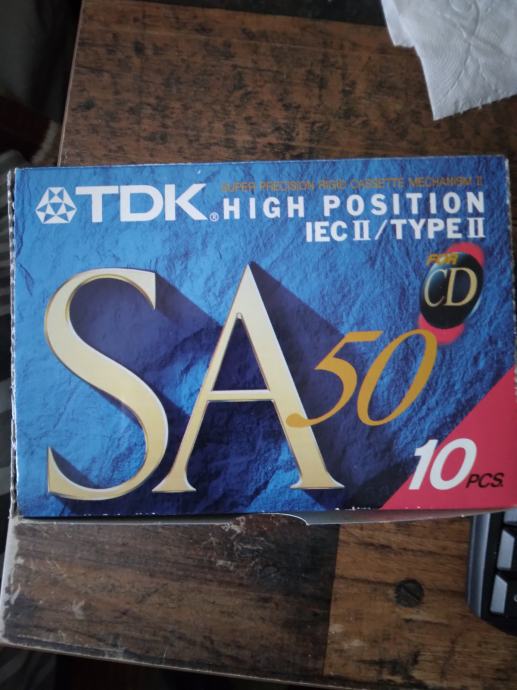 TDK®
SUPER PRECISION RIGID CASSETTE MECHANISM II
HIGH POSITION
IEC II/TYPE II
FOR
CD
SA 50
10 PCS.